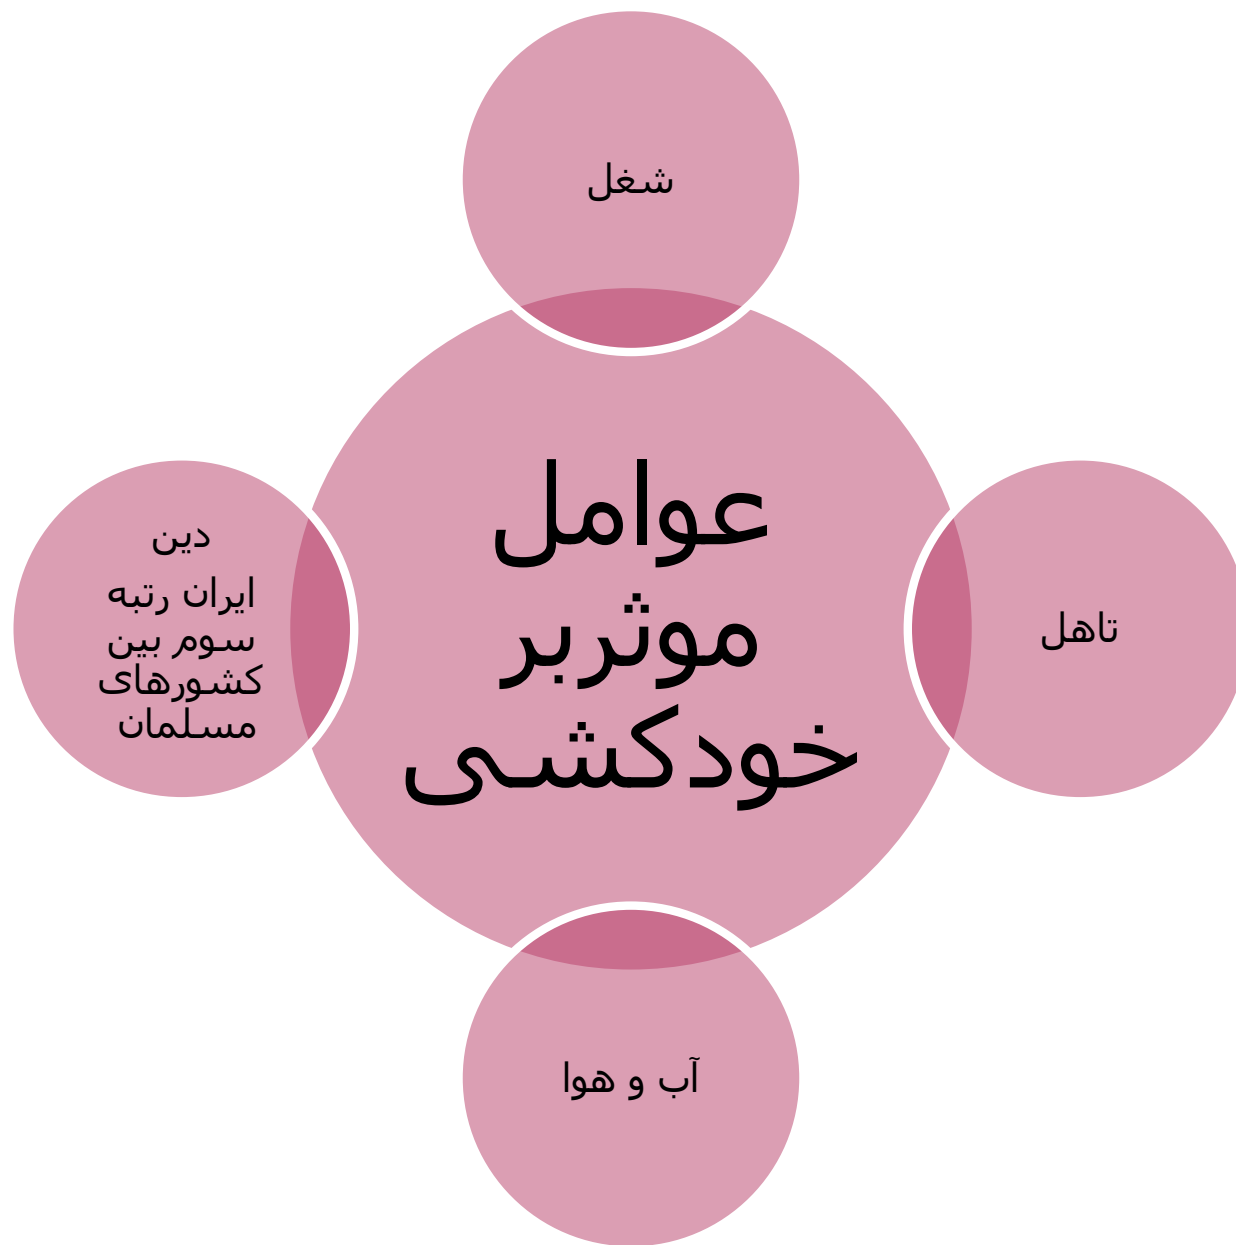 شغل
عوامل
موثربر
خودکشی
تاهل
دین
ایران رتبه
سوم بین
کشورهای
مسلمان
آب و هوا